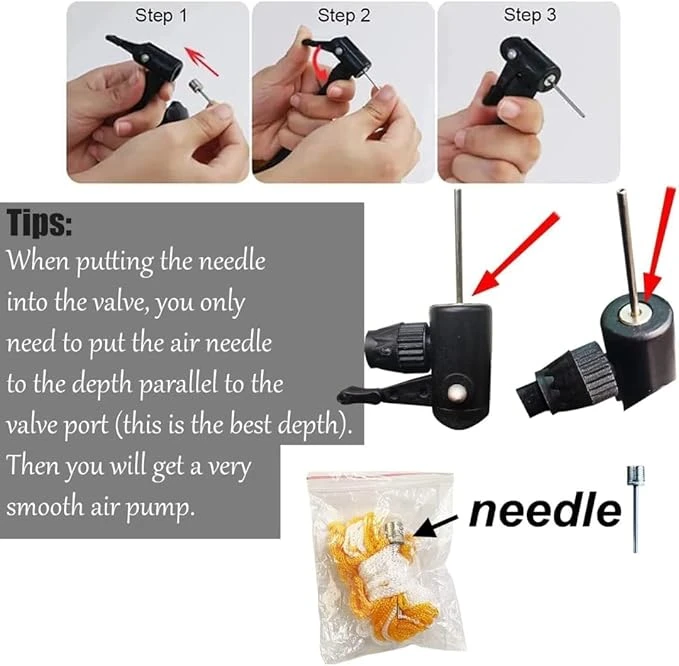 Step 1
Step 2
Step 3
Tips:
When putting the needle
into the valve, you only
need to put the air needle
to the depth parallel to the
valve port (this is the best depth).
Then you will get a very
smooth air pump.
needle